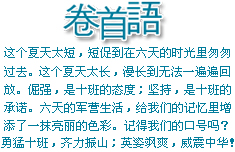 卷首語
这个夏天太短，短促到在六天的时光里匆匆
过去。这个夏天太长，漫长到无法一遍遍回
放。倔强，是十班的态度；坚持，是十班的
承诺。六天的军营生活，给我们的记忆里增
添了一抹亮丽的色彩。记得我们的口号吗？
勇猛十班，齐力振山；英姿飒爽，威震中华！